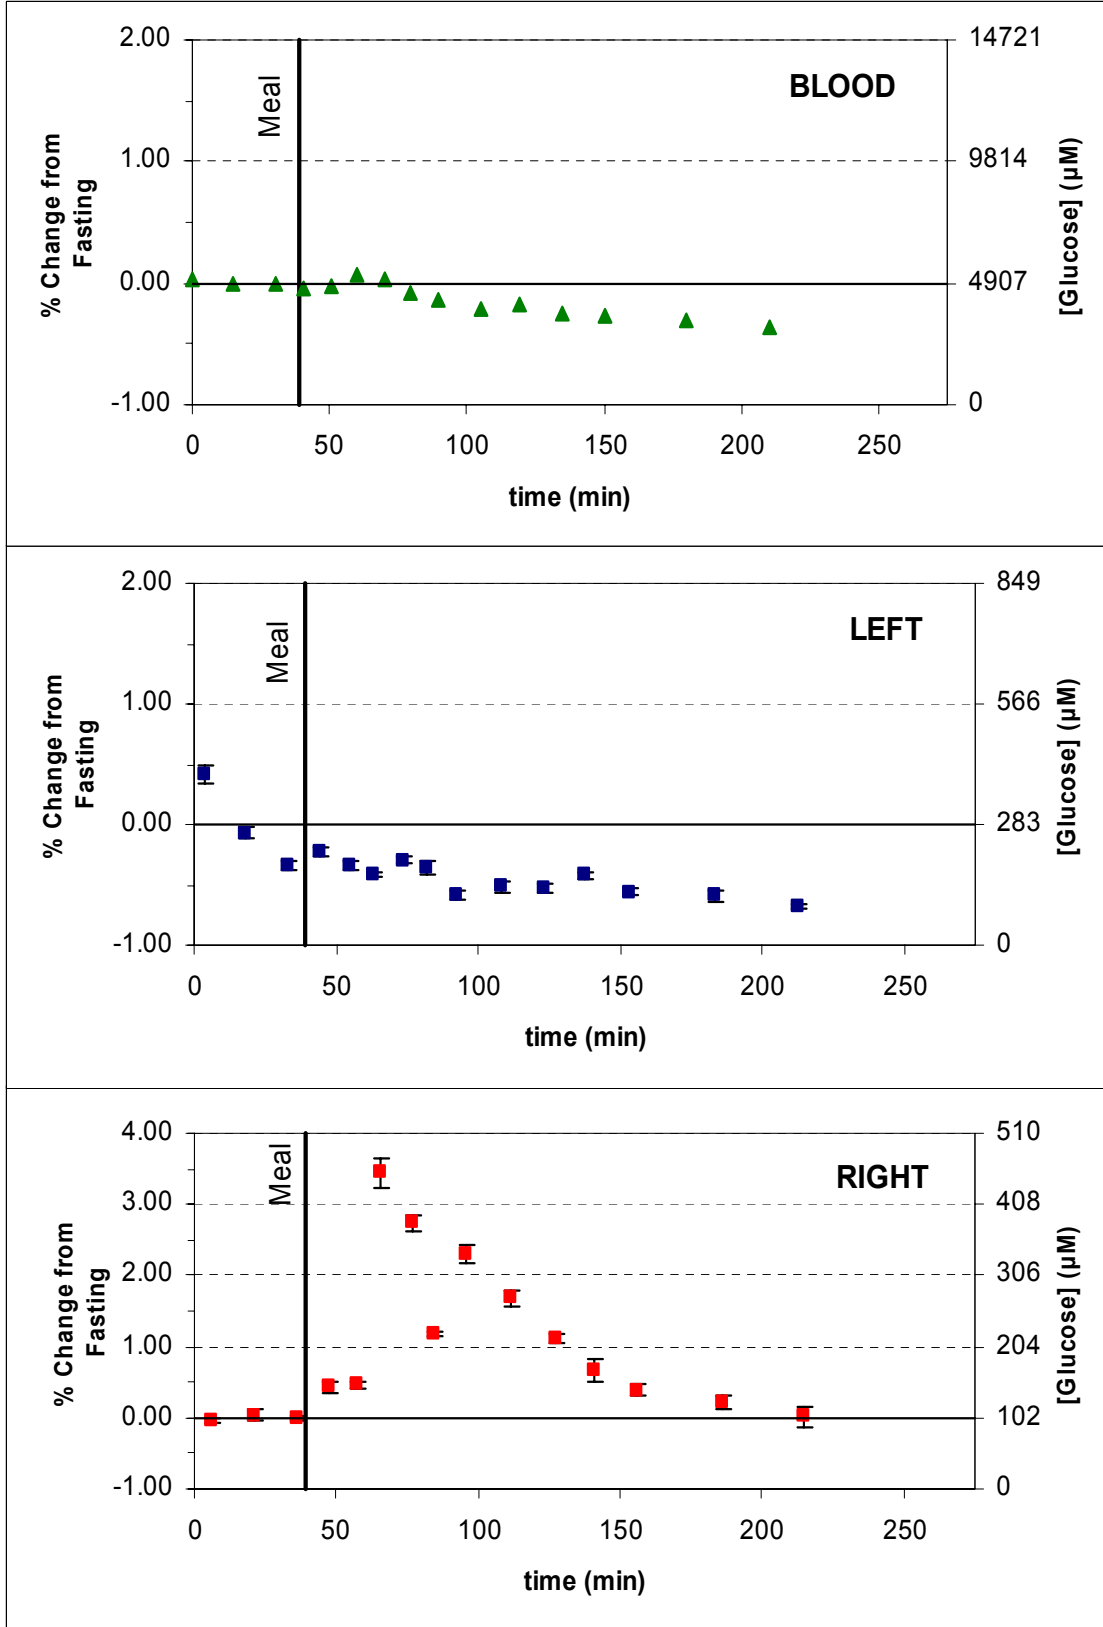 2.00
14721
BLOOD
Meal
% Change from
Fasting
[Glucose] (µM)
1.00
9814
0.00
4907
-1.00
0
0 50 100 150 200 250
time (min)
2.00
849
LEFT
Meal
% Change from
Fasting
[Glucose] (µM)
1.00
566
0.00
283
-1.00
0
0 50 100 150 200 250
time (min)
4.00
510
RIGHT
Meal
% Change from
Fasting
[Glucose] (µM)
3.00
408
2.00
306
1.00
204
0.00
102
-1.00
0
0 50 100 150 200 250
time (min)